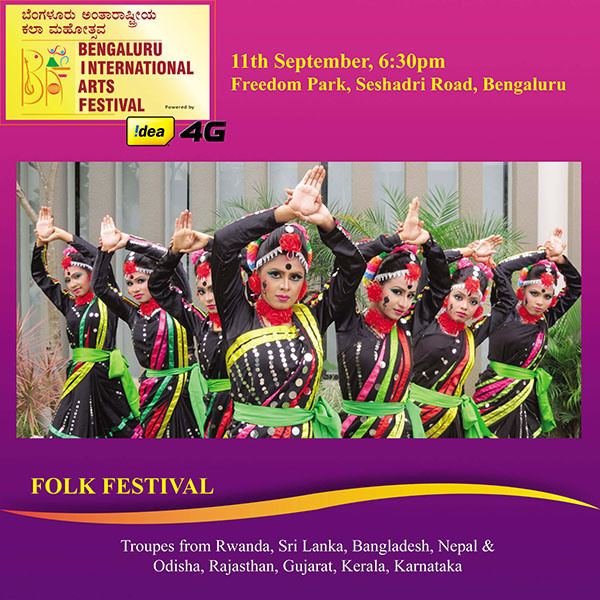 ಬೆಂಗಳೂರು ಅಂತಾರಾಷ್ಟ್ರೀಯ
ಕಲಾ ಮಹೋತ್ಸವ
BENGALURU
INTERNATIONAL
ARTS
FESTIVAL
Powered by
!dea 4G
11th September, 6:30pm
Freedom Park, Seshadri Road, Bengaluru
FOLK FESTIVAL
Troupes from Rwanda, Sri Lanka, Bangladesh, Nepal &
Odisha, Rajasthan, Gujarat, Kerala, Karnataka